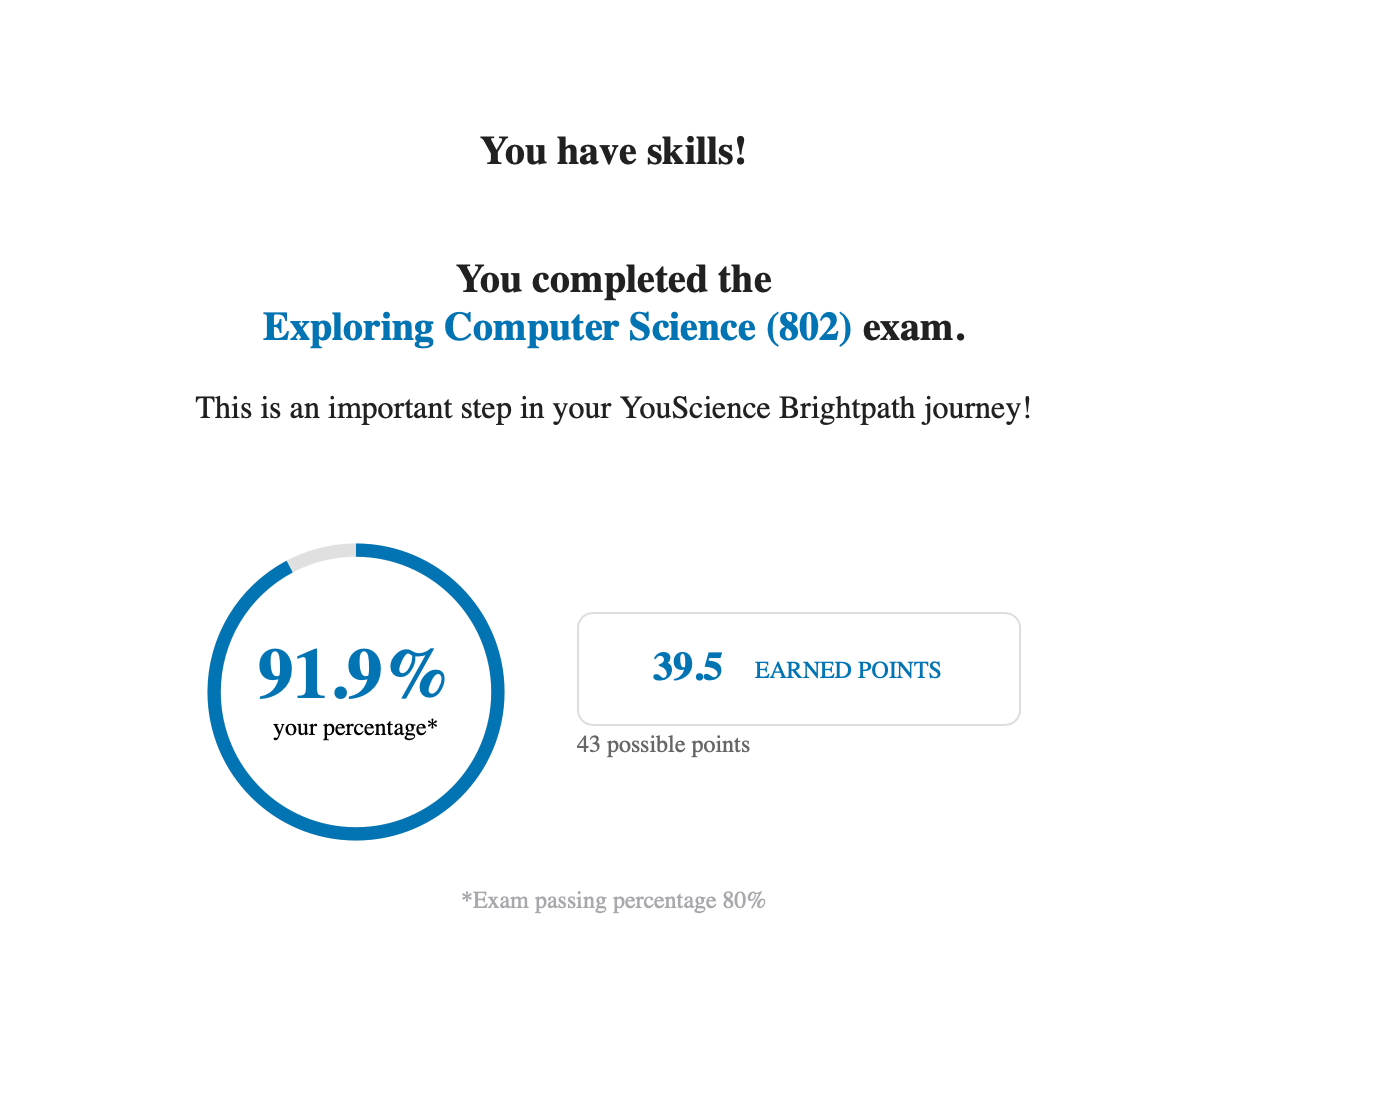 You have skills!
You completed the
Exploring Computer Science (802) exam.
This is an important step in your YouScience Brightpath journey!
91.9%
your percentage*
39.5 EARNED POINTS
43 possible points
*Exam passing percentage 80%